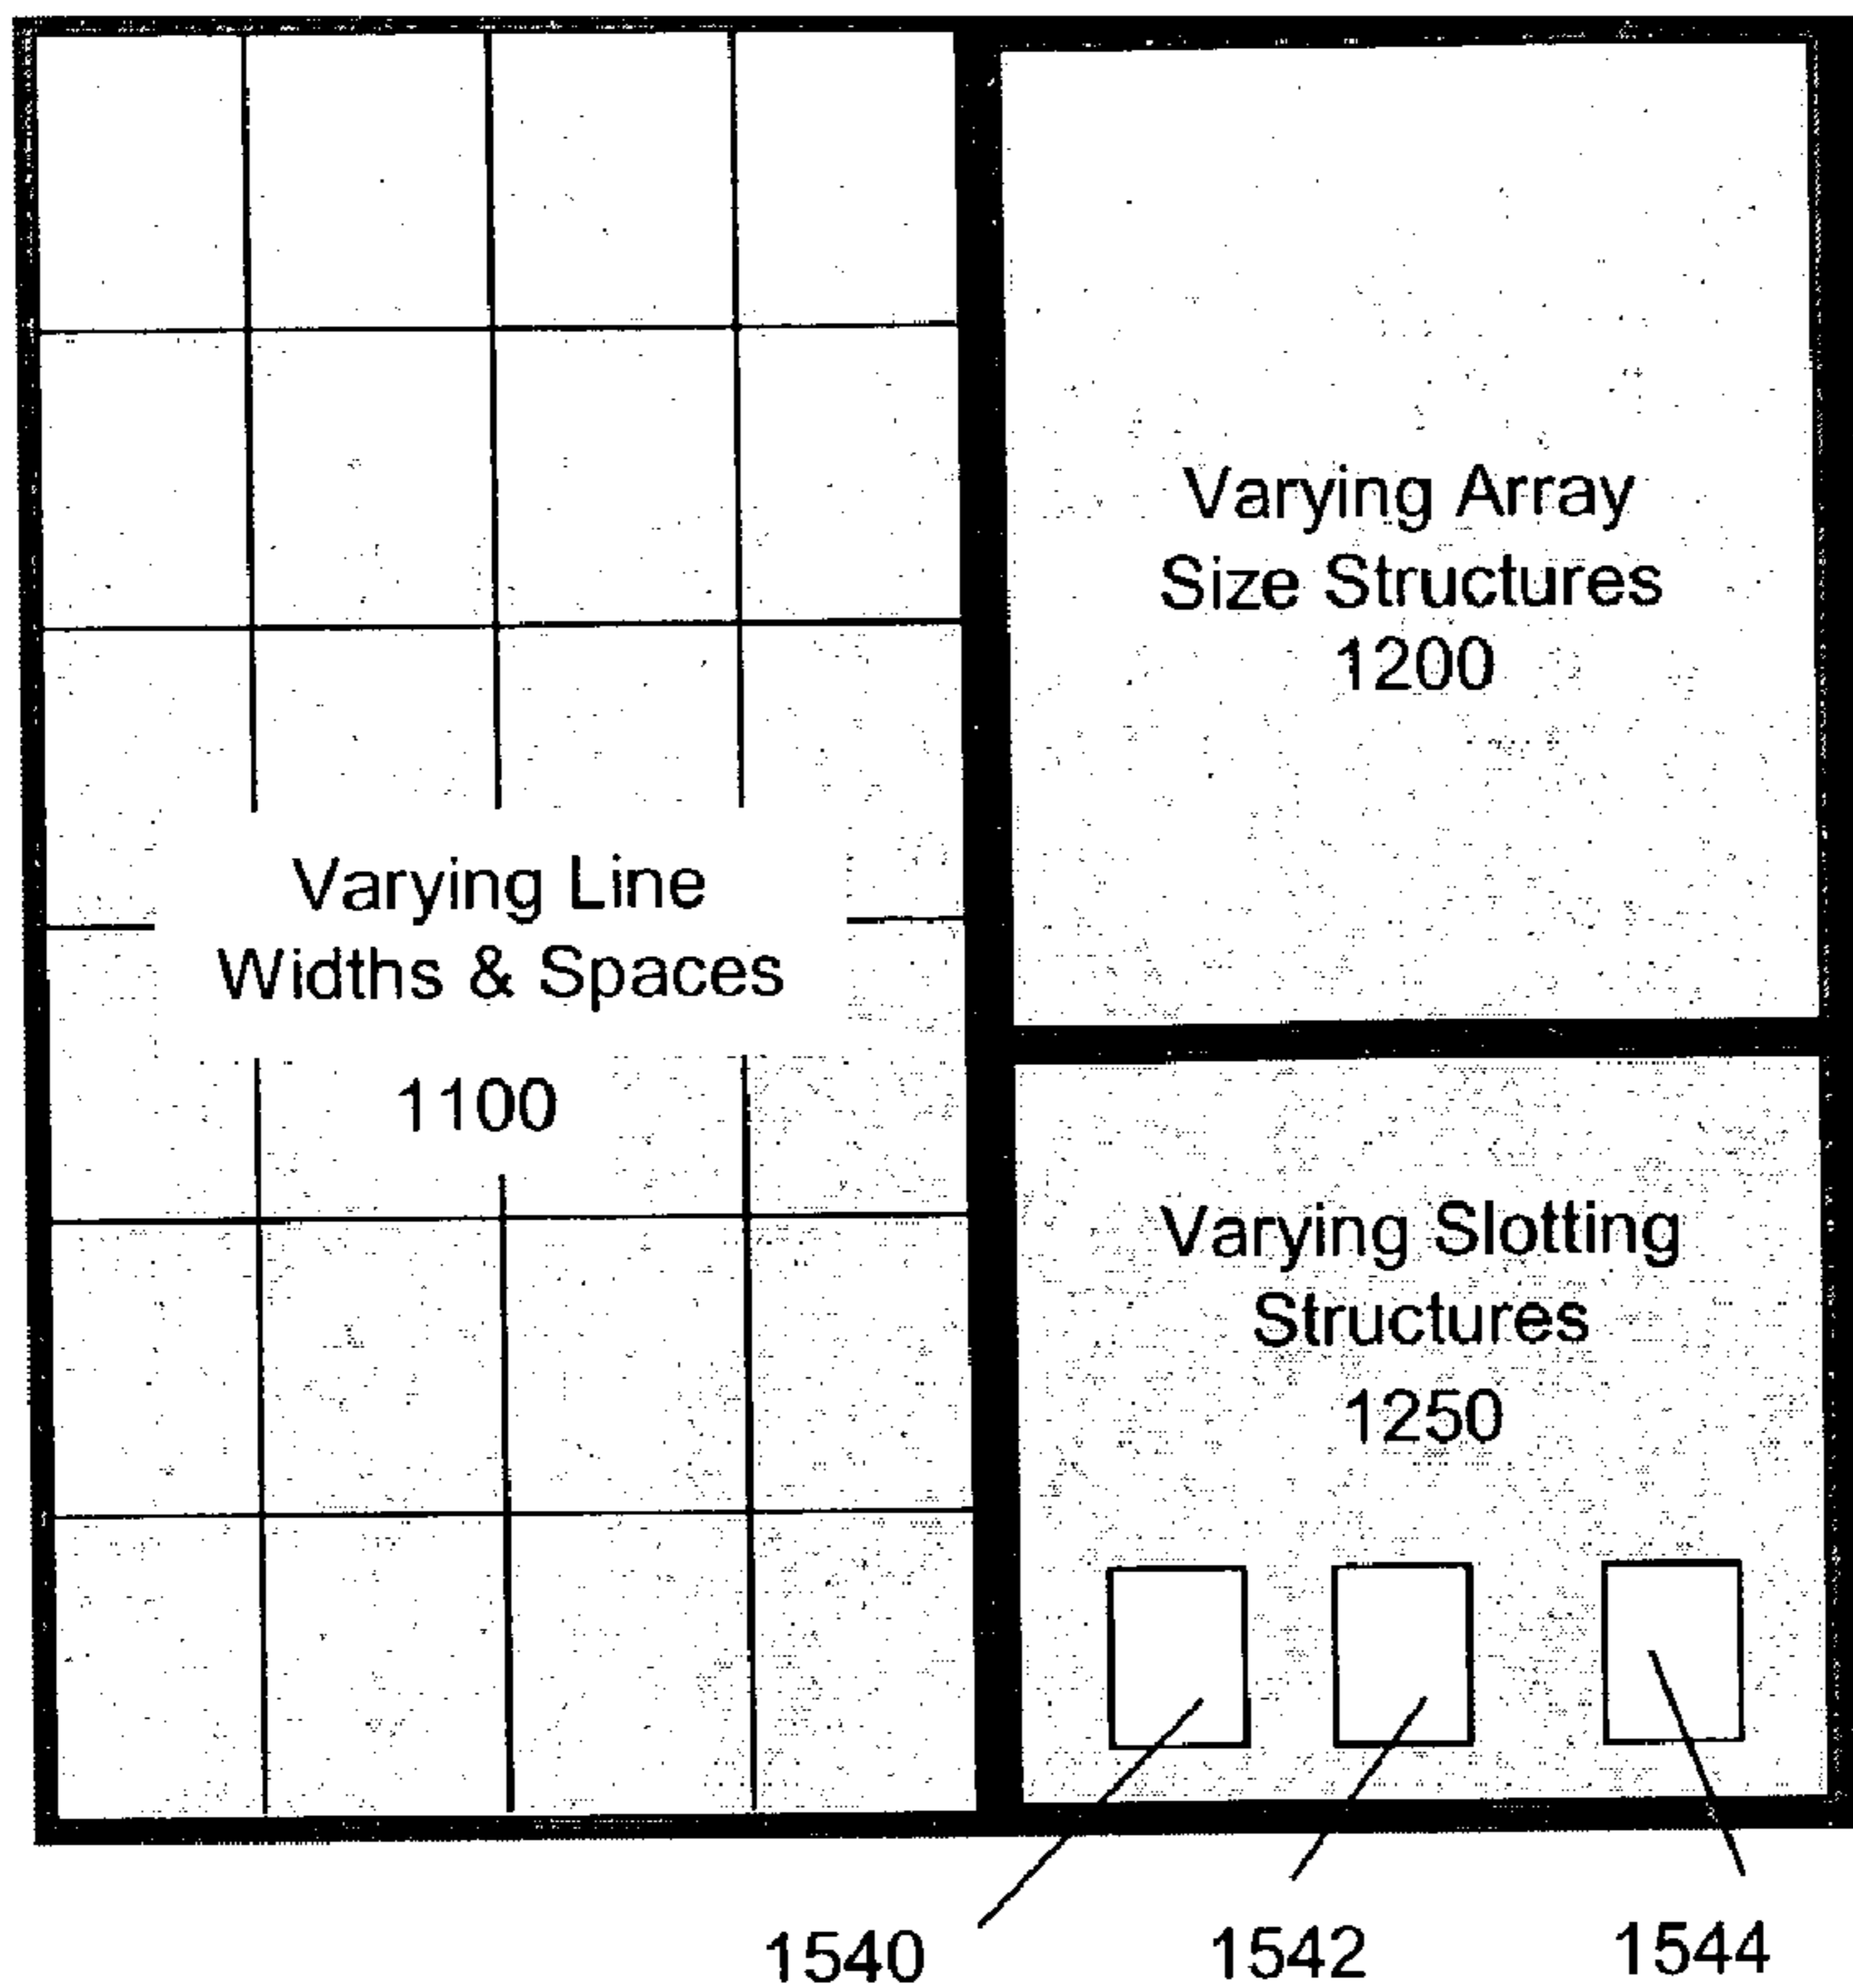 Varying Line
Widths & Spaces
1100
Varying Array
Size Structures
1200
Varying Slotting
Structures
1250
1540
1542
1544